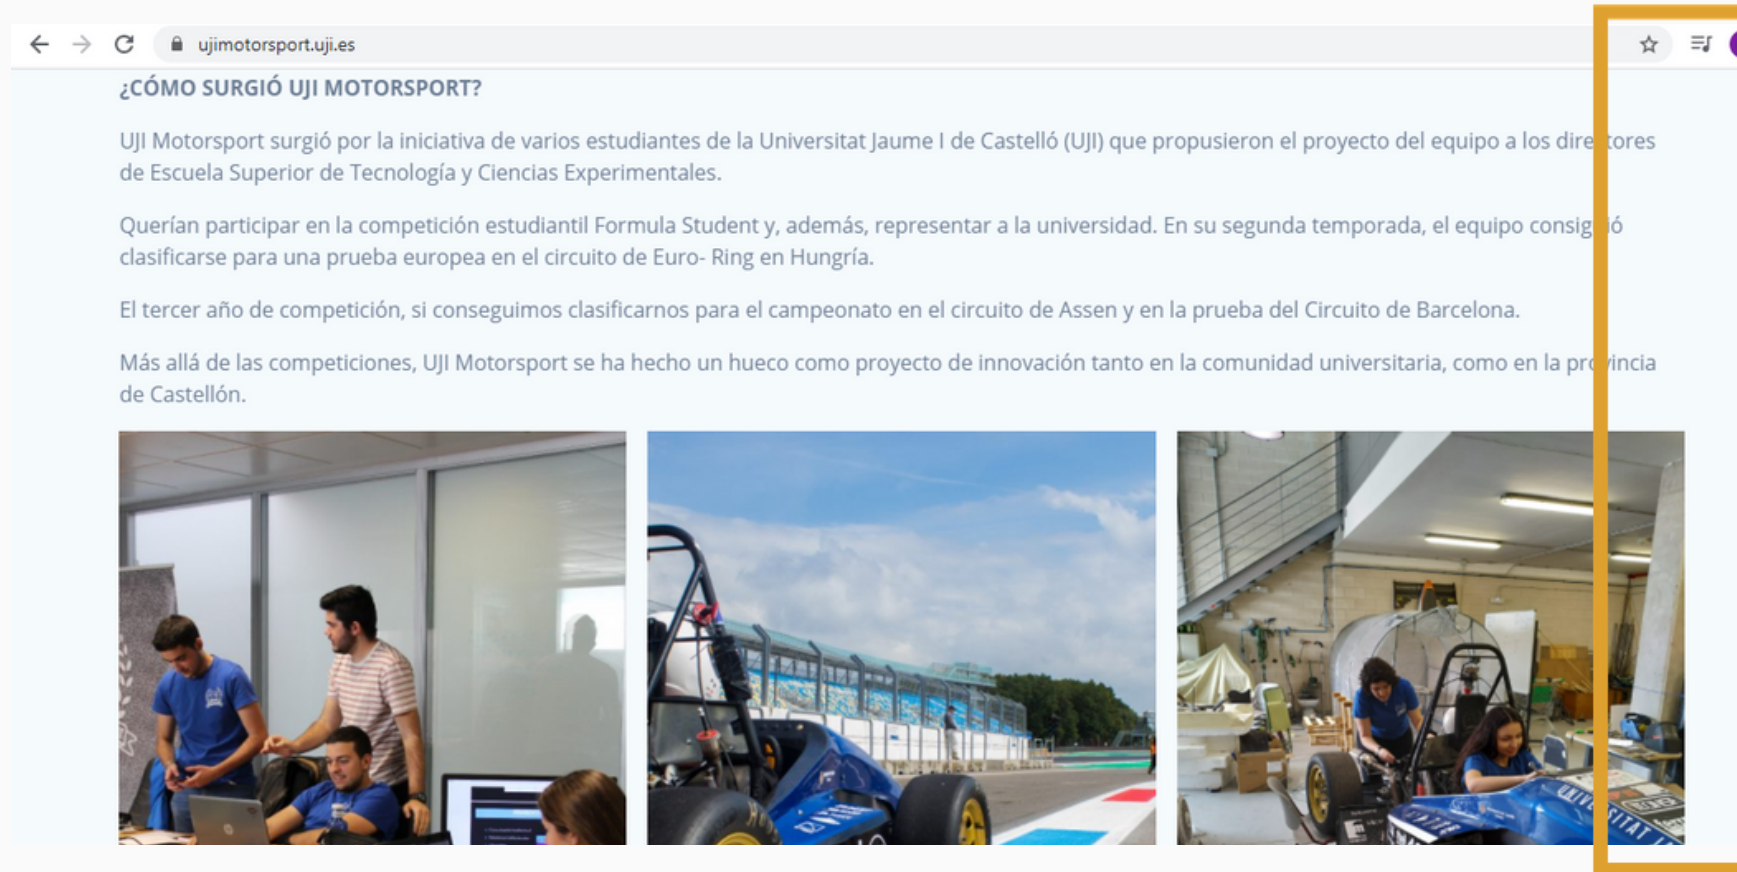 ujimotorsport.uji.es
¿CÓMO SURGIÓ UJI MOTORSPORT?
UJI Motorsport surgió por la iniciativa de varios estudiantes de la Universitat Jaume I de Castelló (UJI) que propusieron el proyecto del equipo a los directores
de Escuela Superior de Tecnología y Ciencias Experimentales.
Querían participar en la competición estudiantil Formula Student y, además, representar a la universidad. En su segunda temporada, el equipo consiguió
clasificarse para una prueba europea en el circuito de Euro- Ring en Hungría.
El tercer año de competición, si conseguimos clasificarnos para el campeonato en el circuito de Assen y en la prueba del Circuito de Barcelona.
Más allá de las competiciones, UJI Motorsport se ha hecho un hueco como proyecto de innovación tanto en la comunidad universitaria, como en la provincia
de Castellón.
UNIVERSITAT